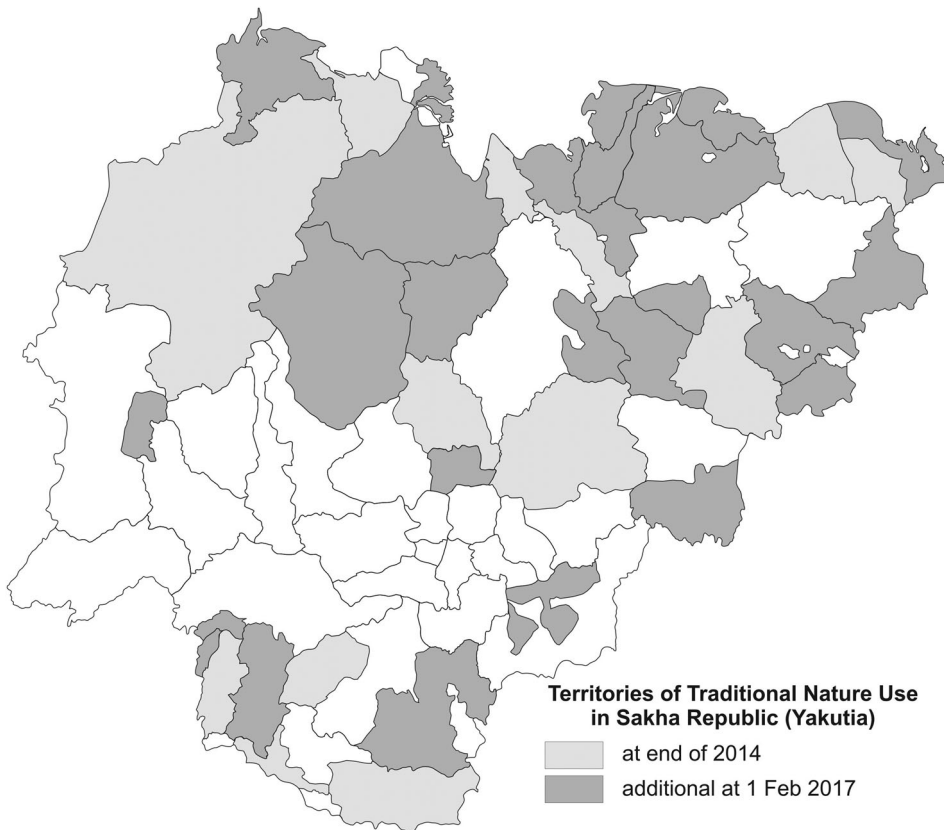 Territories of Traditional Nature Use
in Sakha Republic (Yakutia)
at end of 2014
additional at 1 Feb 2017